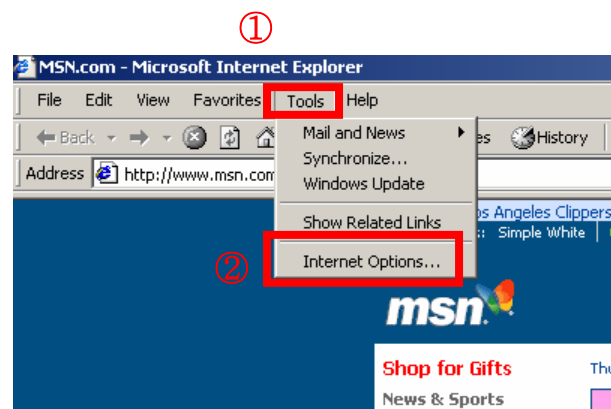 ①
MSN.com - Microsoft Internet Explorer
File Edit View Favorites Tools Help
Back History
Mail and News
Address http://www.msn.com
Synchronize...
Windows Update
Show Related Links
Angeles Clippers
Simple White
② Internet Options...
msn
Shop for Gifts
News & Sports